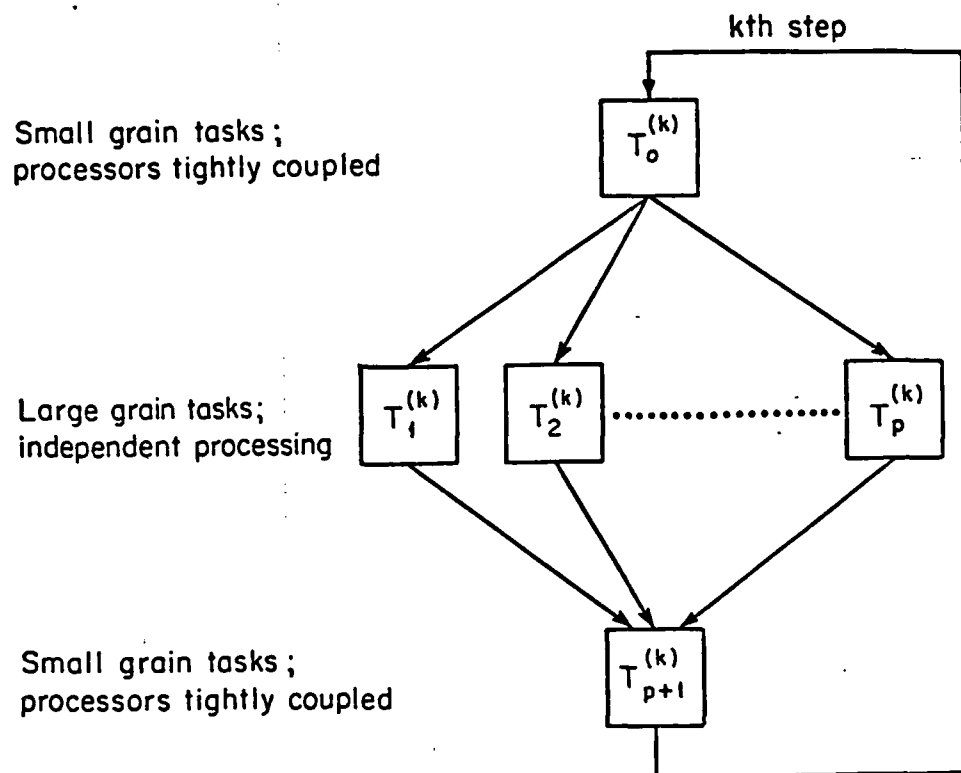 kth step
Small grain tasks;
processors tightly coupled
T_0^(k)
Large grain tasks;
independent processing
T_1^(k)
T_2^(k)
T_p^(k)
Small grain tasks;
processors tightly coupled
T_p+1^(k)